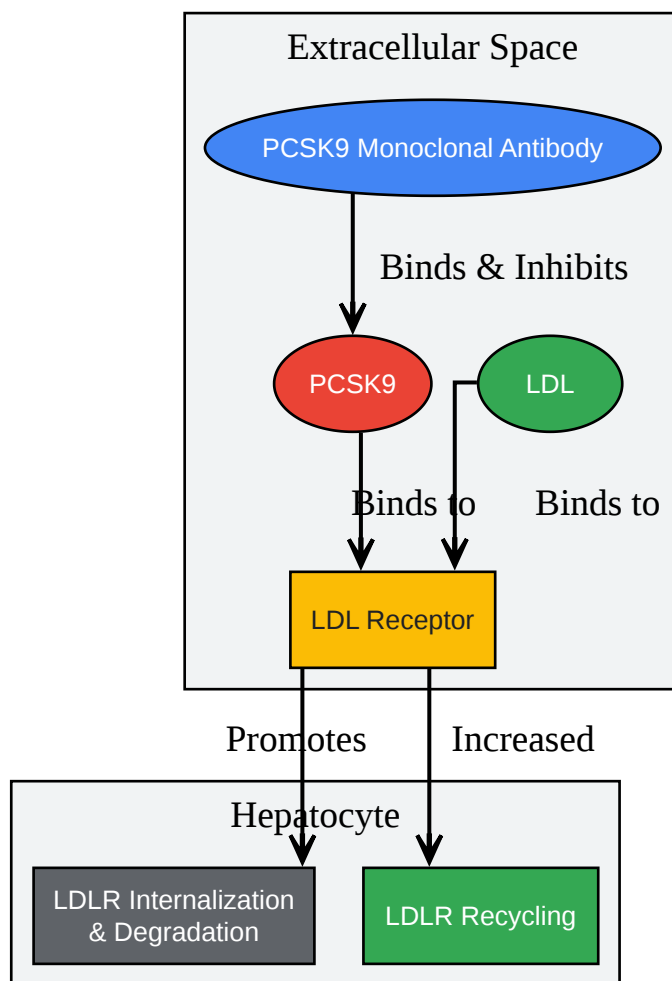 Extracellular Space
PCSK9 Monoclonal Antibody
Binds & Inhibits
PCSK9
LDL
Binds to
Binds to
LDL Receptor
Promotes
Increased
Hepatocyte
LDLR Internalization
& Degradation
LDLR Recycling